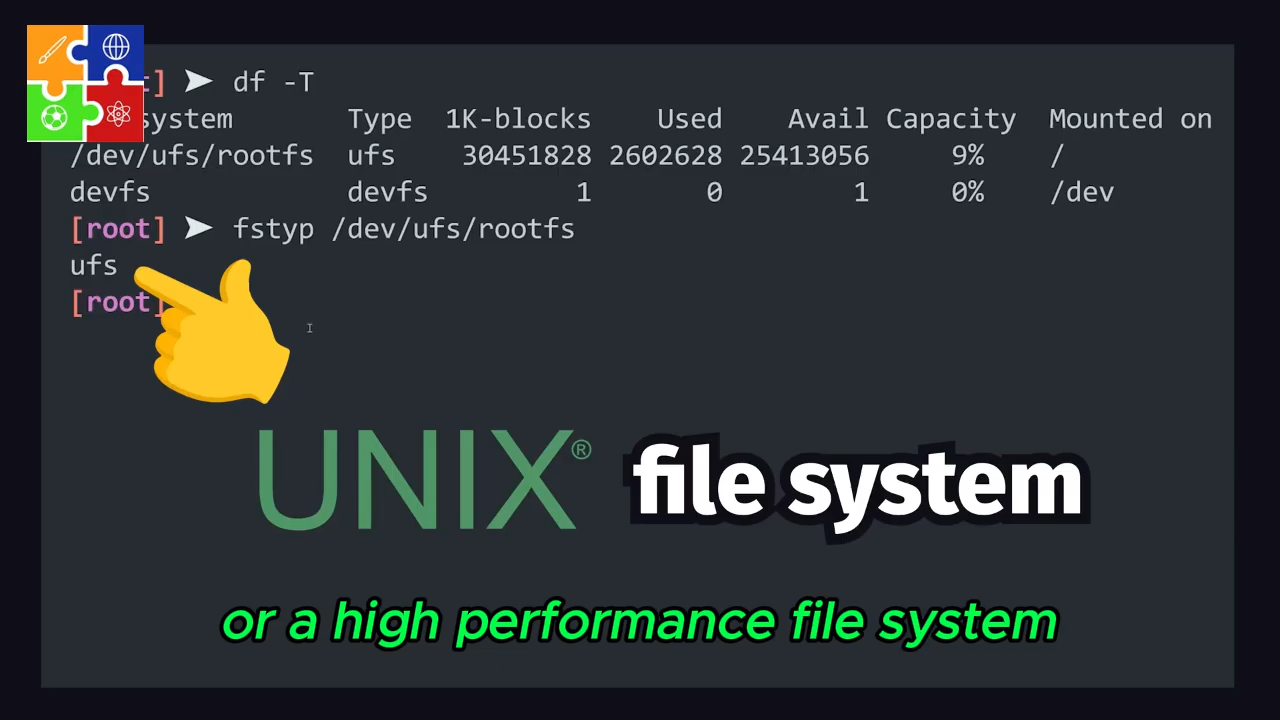 ] ➤ df -T
system Type 1K-blocks Used Avail Capacity Mounted on
/dev/ufs/rootfs ufs 30451828 2602628 25413056 9% /
devfs devfs 1 0 1 0% /dev
[root] ➤ fstyp /dev/ufs/rootfs
ufs
[root]
UNIX® file system
or a high performance file system